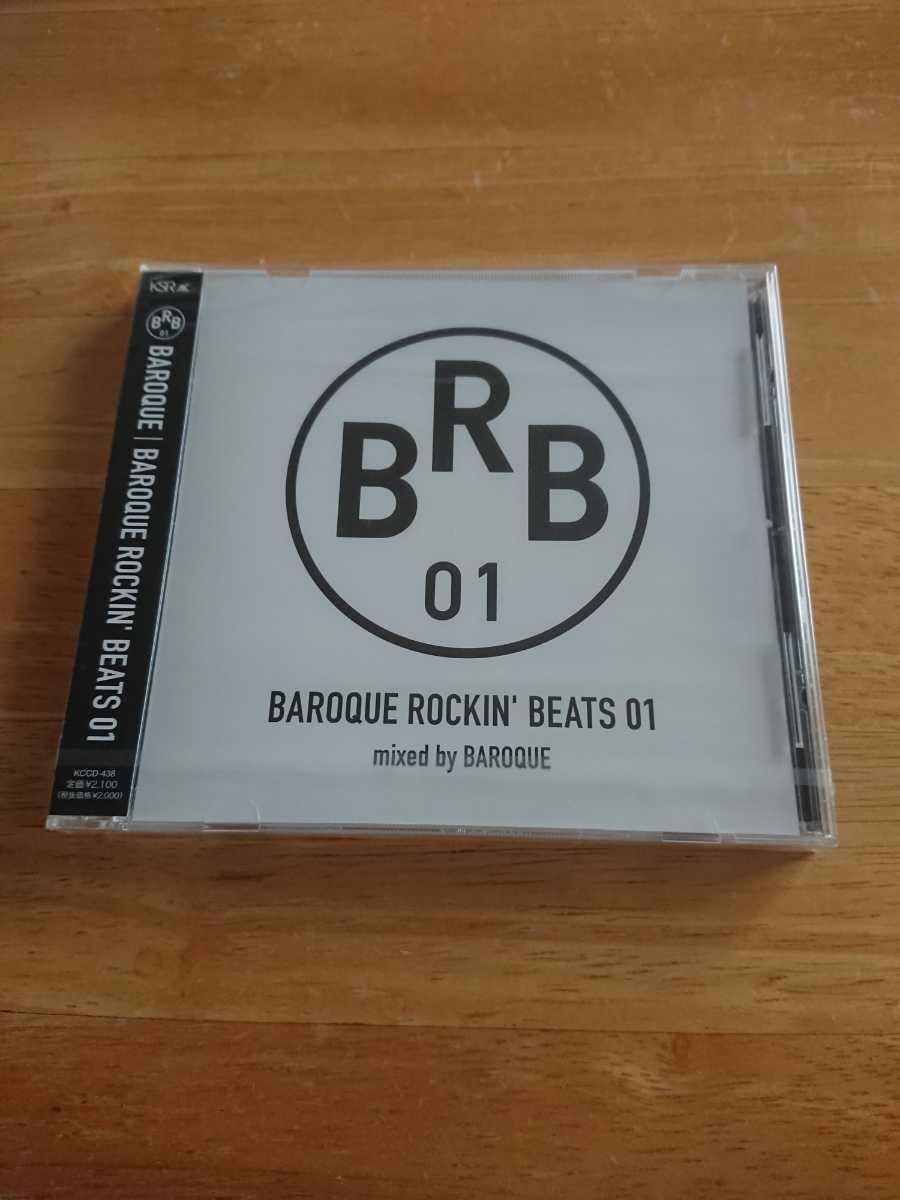 KSR
BRB
01
BAROQUE | BAROQUE ROCKIN' BEATS 01
KCCD-438
定価¥2,100
(税抜価格¥2,000)
BRB
01
BAROQUE ROCKIN' BEATS 01
mixed by BAROQUE